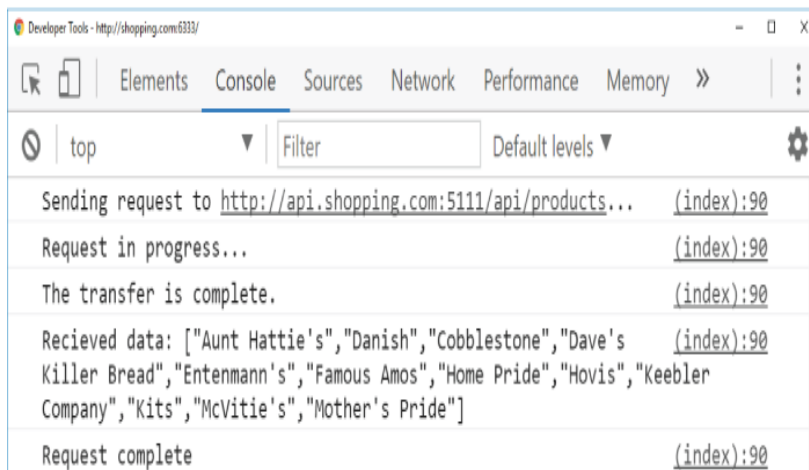 Developer Tools - http://shopping.com:6333/
Elements Console Sources Network Performance Memory »
top Filter Default levels
Sending request to http://api.shopping.com:5111/api/products... (index):90
Request in progress... (index):90
The transfer is complete. (index):90
Recieved data: ["Aunt Hattie's","Danish","Cobblestone","Dave's (index):90
Killer Bread","Entenmann's","Famous Amos","Home Pride","Hovis","Keebler
Company","Kits","McVitie's","Mother's Pride"]
Request complete (index):90